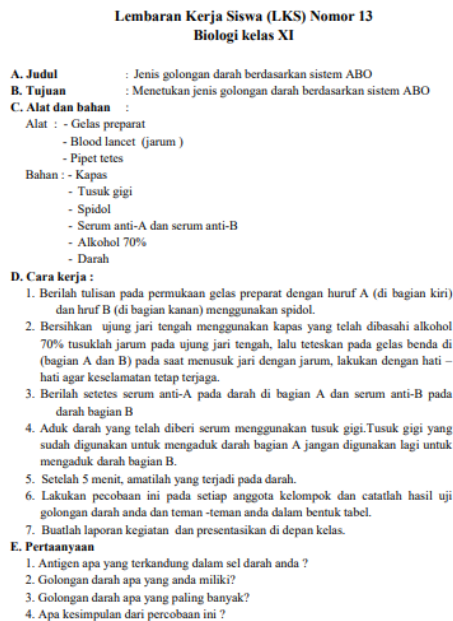 Lembaran Kerja Siswa (LKS) Nomor 13
Biologi kelas XI
A. Judul : Jenis golongan darah berdasarkan sistem ABO
B. Tujuan : Menetukan jenis golongan darah berdasarkan sistem ABO
C. Alat dan bahan :
Alat : - Gelas preparat
- Blood lancet (jarum )
- Pipet tetes
Bahan : - Kapas
- Tusuk gigi
- Spidol
- Serum anti-A dan serum anti-B
- Alkohol 70%
- Darah
D. Cara kerja :
1. Berilah tulisan pada permukaan gelas preparat dengan huruf A (di bagian kiri)
dan hruf B (di bagian kanan) menggunakan spidol.
2. Bersihkan ujung jari tengah menggunakan kapas yang telah dibasahi alkohol
70% tusuklah jarum pada ujung jari tengah, lalu teteskan pada gelas benda di
(bagian A dan B) pada saat menusuk jari dengan jarum, lakukan dengan hati –
hati agar keselamatan tetap terjaga.
3. Berilah setetes serum anti-A pada darah di bagian A dan serum anti-B pada
darah bagian B
4. Aduk darah yang telah diberi serum menggunakan tusuk gigi.Tusuk gigi yang
sudah digunakan untuk mengaduk darah bagian A jangan digunakan lagi untuk
mengaduk darah bagian B.
5. Setelah 5 menit, amatilah yang terjadi pada darah.
6. Lakukan pecobaan ini pada setiap anggota kelompok dan catatlah hasil uji
golongan darah anda dan teman -teman anda dalam bentuk tabel.
7. Buatlah laporan kegiatan dan presentasikan di depan kelas.
E. Pertaanyaan
1. Antigen apa yang terkandung dalam sel darah anda ?
2. Golongan darah apa yang anda miliki?
3. Golongan darah apa yang paling banyak?
4. Apa kesimpulan dari percobaan ini ?